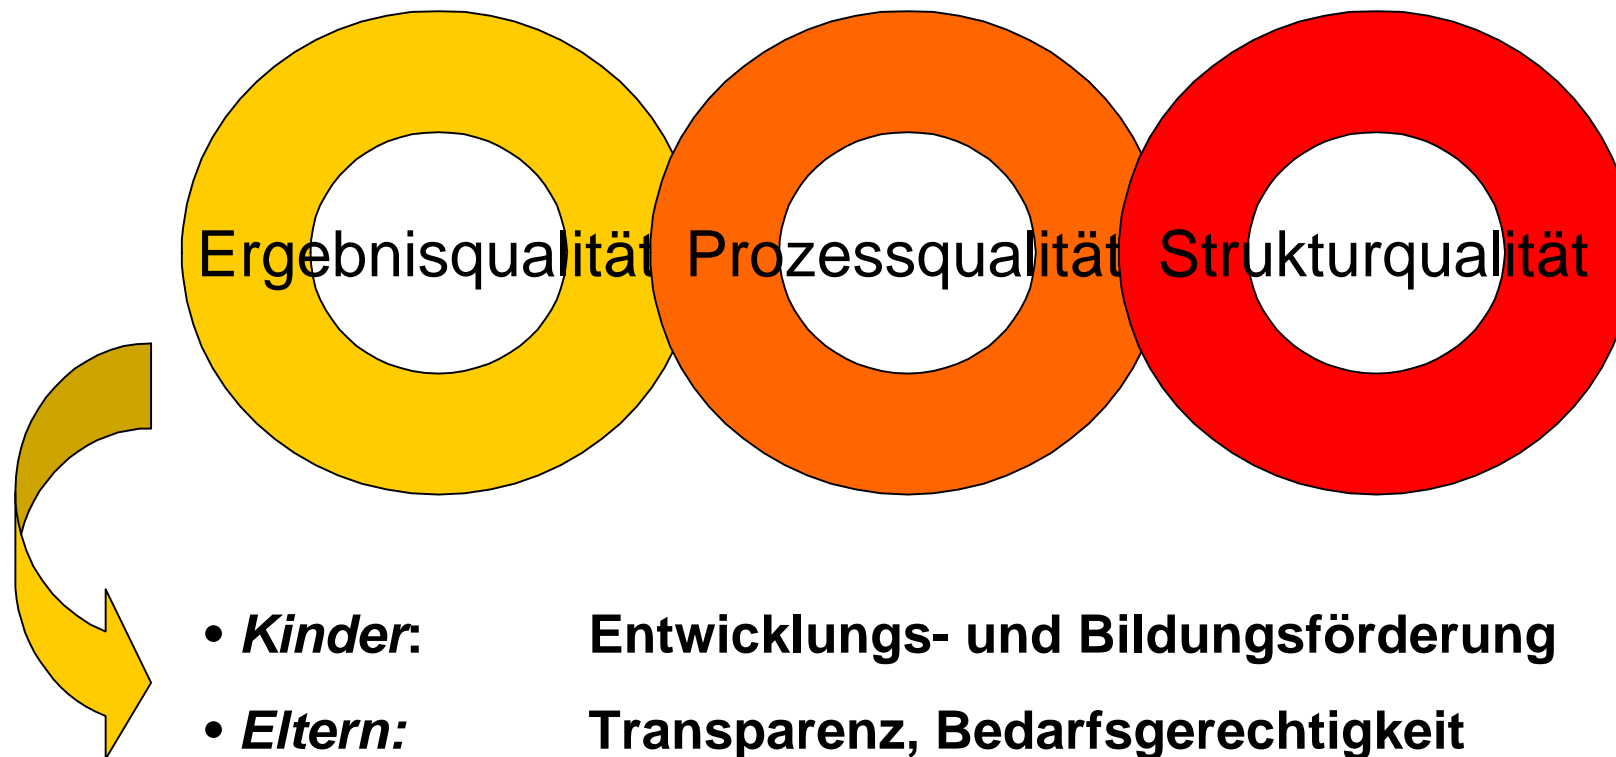 Ergebnisqualität Prozessqualität Strukturqualität
• Kinder: Entwicklungs- und Bildungsförderung
• Eltern: Transparenz, Bedarfsgerechtigkeit